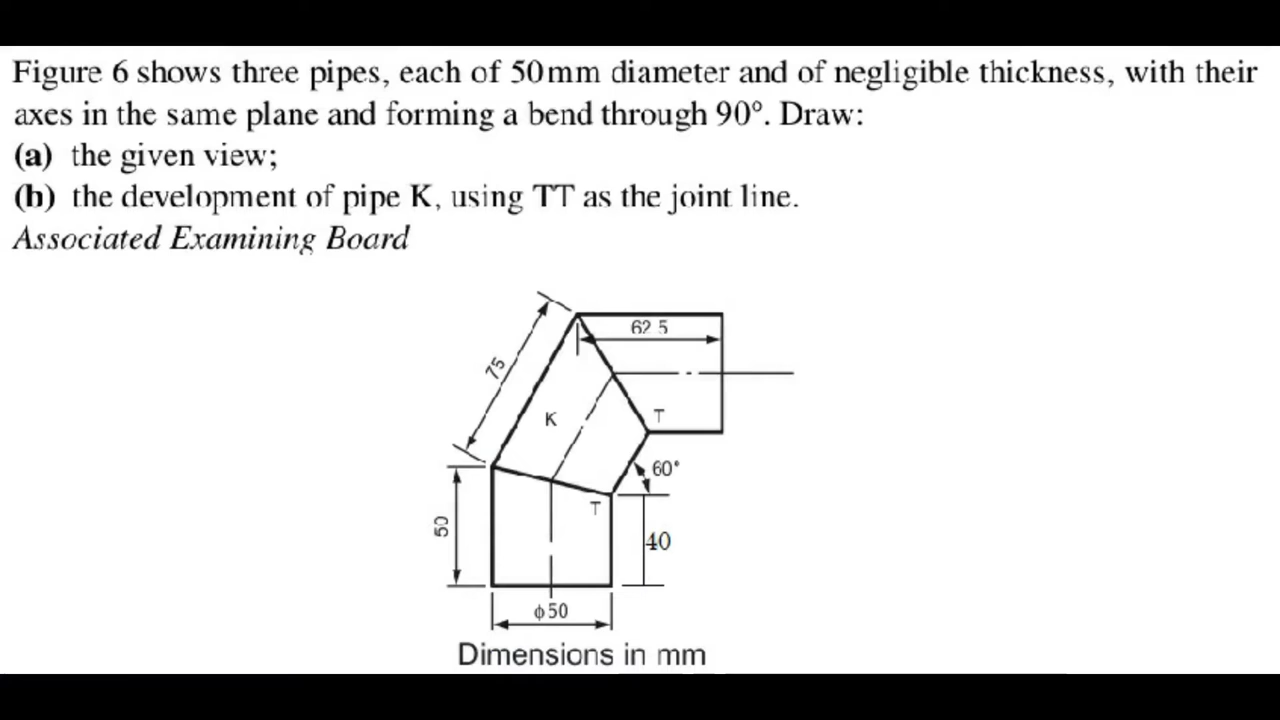 Figure 6 shows three pipes, each of 50mm diameter and of negligible thickness, with their
axes in the same plane and forming a bend through 90°. Draw:
(a) the given view;
(b) the development of pipe K, using TT as the joint line.
Associated Examining Board
62.5
75
K
T
60°
T
50
40
ϕ50
Dimensions in mm